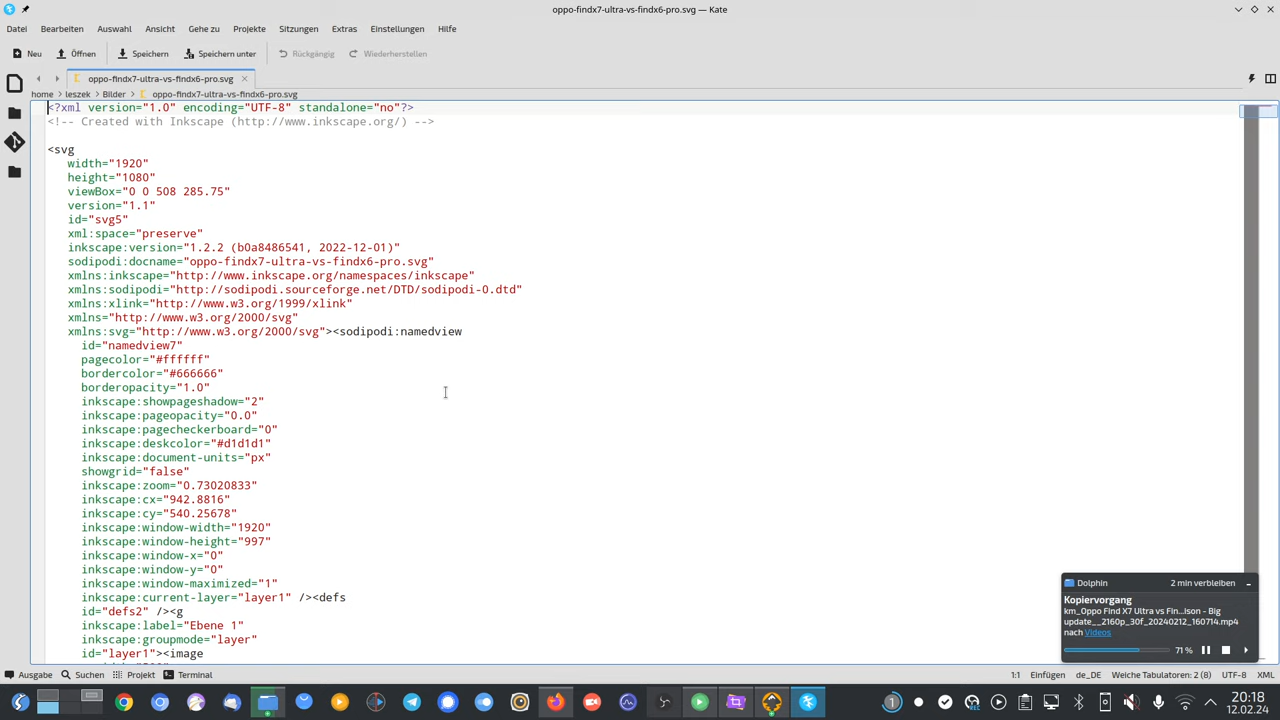 oppo-findx7-ultra-vs-findx6-pro.svg — Kate
Datei Bearbeiten Auswahl Ansicht Gehe zu Projekte Sitzungen Extras Einstellungen Hilfe
Neu Öffnen Speichern Speichern unter Rückgängig Wiederherstellen
oppo-findx7-ultra-vs-findx6-pro.svg
home leszek Bilder oppo-findx7-ultra-vs-findx6-pro.svg
<?xml version="1.0" encoding="UTF-8" standalone="no"?>
<!-- Created with Inkscape (http://www.inkscape.org/) -->
<svg
width="1920"
height="1080"
viewBox="0 0 508 285.75"
version="1.1"
id="svg5"
xml:space="preserve"
inkscape:version="1.2.2 (b0a8486541, 2022-12-01)"
sodipodi:docname="oppo-findx7-ultra-vs-findx6-pro.svg"
xmlns:inkscape="http://www.inkscape.org/namespaces/inkscape"
xmlns:sodipodi="http://sodipodi.sourceforge.net/DTD/sodipodi-0.dtd"
xmlns:xlink="http://www.w3.org/1999/xlink"
xmlns="http://www.w3.org/2000/svg"
xmlns:svg="http://www.w3.org/2000/svg"><sodipodi:namedview
id="namedview7"
pagecolor="#ffffff"
bordercolor="#666666"
borderopacity="1.0"
inkscape:showpageshadow="2"
inkscape:pageopacity="0.0"
inkscape:pagecheckerboard="0"
inkscape:deskcolor="#d1d1d1"
inkscape:document-units="px"
showgrid="false"
inkscape:zoom="0.73020833"
inkscape:cx="942.8816"
inkscape:cy="540.25678"
inkscape:window-width="1920"
inkscape:window-height="997"
inkscape:window-x="0"
inkscape:window-y="0"
inkscape:window-maximized="1"
inkscape:current-layer="layer1" /><defs
id="defs2" /><g
inkscape:label="Ebene 1"
inkscape:groupmode="layer"
id="layer1"><image
Dolphin 2 min verbleiben
Kopiervorgang
km_Oppo Find X7 Ultra vs Fin...ison - Big
update__2160p_30f_20240212_160714.mp4
nach Videos
71 %
Ausgabe Suchen Projekt Terminal 1:1 Einfügen de_DE Weiche Tabulatoren: 2 (8) UTF-8 XML
1
20:18
12.02.24